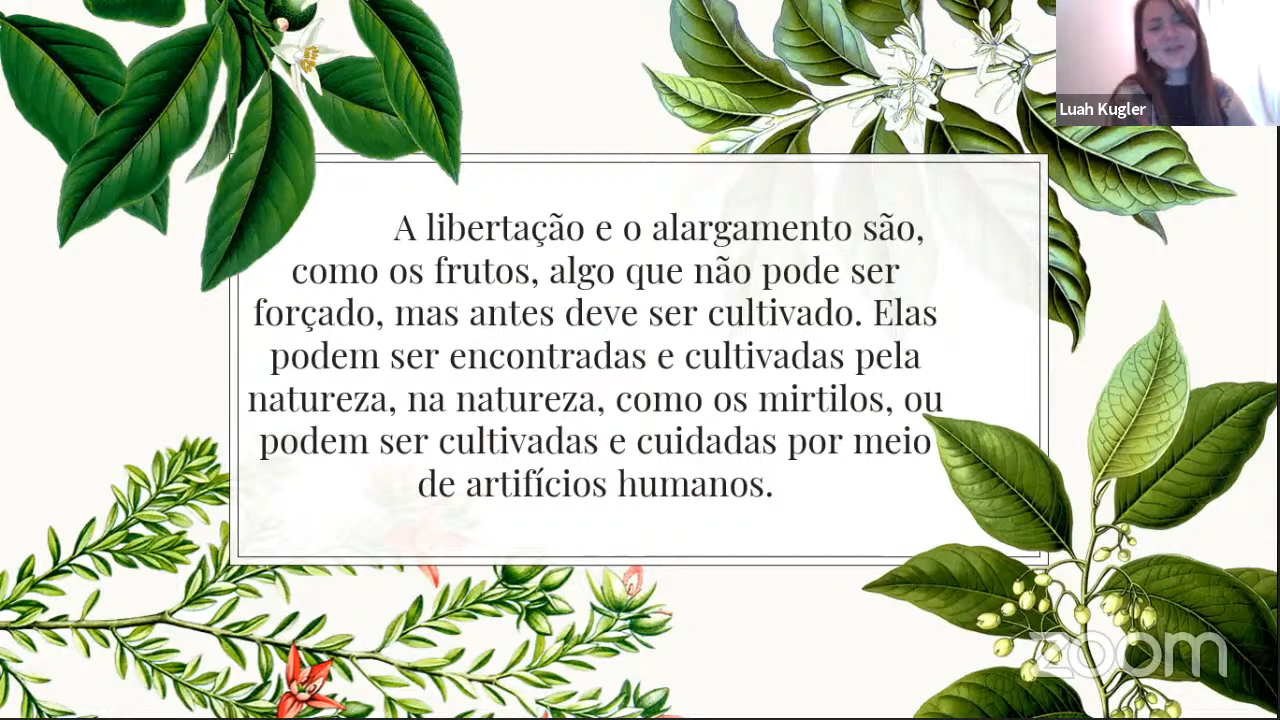 Luah Kugler
A libertação e o alargamento são,
como os frutos, algo que não pode ser
forçado, mas antes deve ser cultivado. Elas
podem ser encontradas e cultivadas pela
natureza, na natureza, como os mirtilos, ou
podem ser cultivadas e cuidadas por meio
de artifícios humanos.
zoom